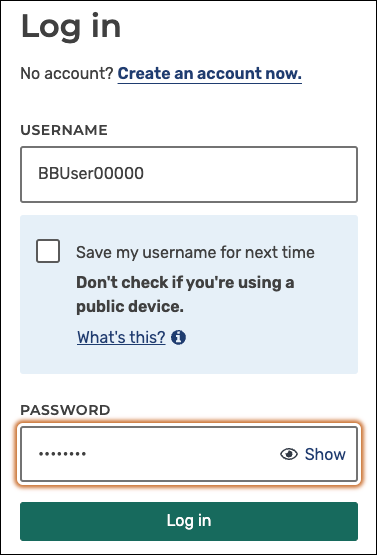 Log in
No account? Create an account now.
USERNAME
BBUser00000
Save my username for next time
Don't check if you're using a
public device.
What's this?
PASSWORD
•••••••• Show
Log in